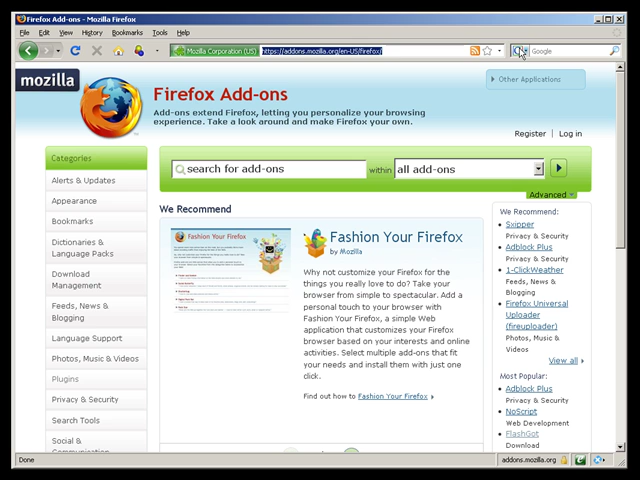 Firefox Add-ons - Mozilla Firefox
File Edit View History Bookmarks Tools Help
Mozilla Corporation (US) https://addons.mozilla.org/en-US/firefox/ Google
mozilla
Other Applications
Firefox Add-ons
Add-ons extend Firefox, letting you personalize your browsing
experience. Take a look around and make Firefox your own.
Register | Log in
Categories
Alerts & Updates
Appearance
Bookmarks
Dictionaries &
Language Packs
Download
Management
Feeds, News &
Blogging
Language Support
Photos, Music & Videos
Plugins
Privacy & Security
Search Tools
Social &
search for add-ons within all add-ons
Advanced
We Recommend
Fashion Your Firefox
by Mozilla
Why not customize your Firefox for the
things you really love to do? Take your
browser from simple to spectacular. Add a
personal touch to your browser with
Fashion Your Firefox, a simple Web
application that customizes your Firefox
browser based on your interests and online
activities. Select multiple add-ons that fit
your needs and install them with just one
click.
Find out how to Fashion Your Firefox
We Recommend:
Sxipper
Privacy & Security
Adblock Plus
Privacy & Security
1-ClickWeather
Feeds, News &
Blogging
Firefox Universal
Uploader
(fireuploader)
Photos, Music &
Videos
View all
Most Popular:
Adblock Plus
Privacy & Security
NoScript
Web Development
FlashGot
Download
Done
addons.mozilla.org